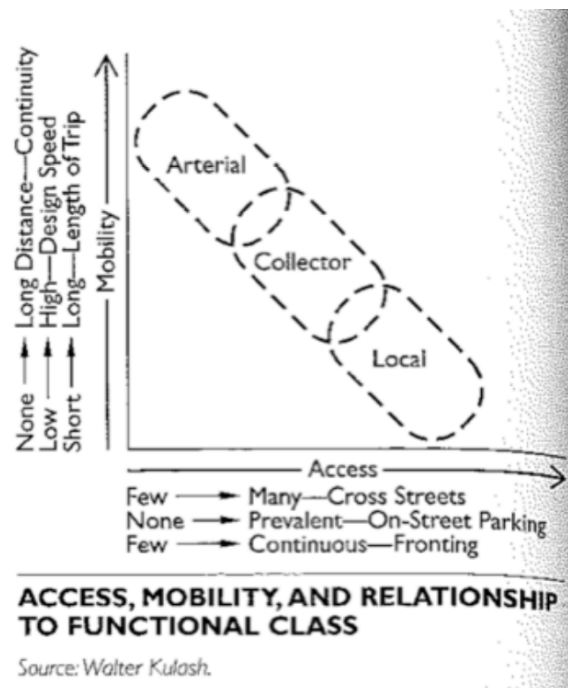 None → Long Distance—Continuity
Low → High—Design Speed
Short → Long—Length of Trip
Mobility
Arterial
Collector
Local
Access
Few → Many—Cross Streets
None → Prevalent—On-Street Parking
Few → Continuous—Fronting
ACCESS, MOBILITY, AND RELATIONSHIP
TO FUNCTIONAL CLASS
Source: Walter Kulash.